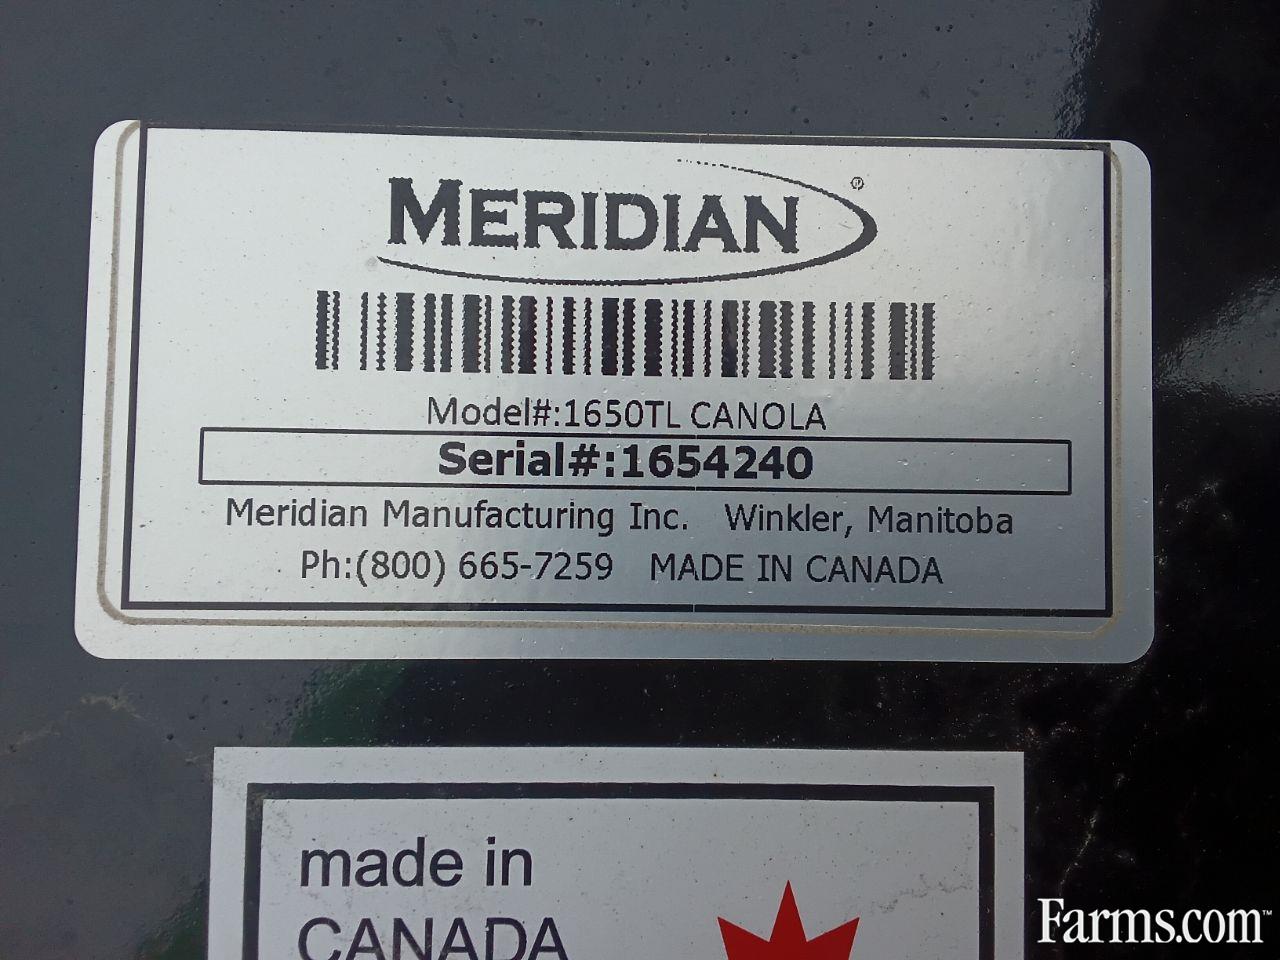 MERIDIAN®
Model#:1650TL CANOLA
Serial#:1654240
Meridian Manufacturing Inc. Winkler, Manitoba
Ph:(800) 665-7259 MADE IN CANADA
made in
CANADA
Farms.com™